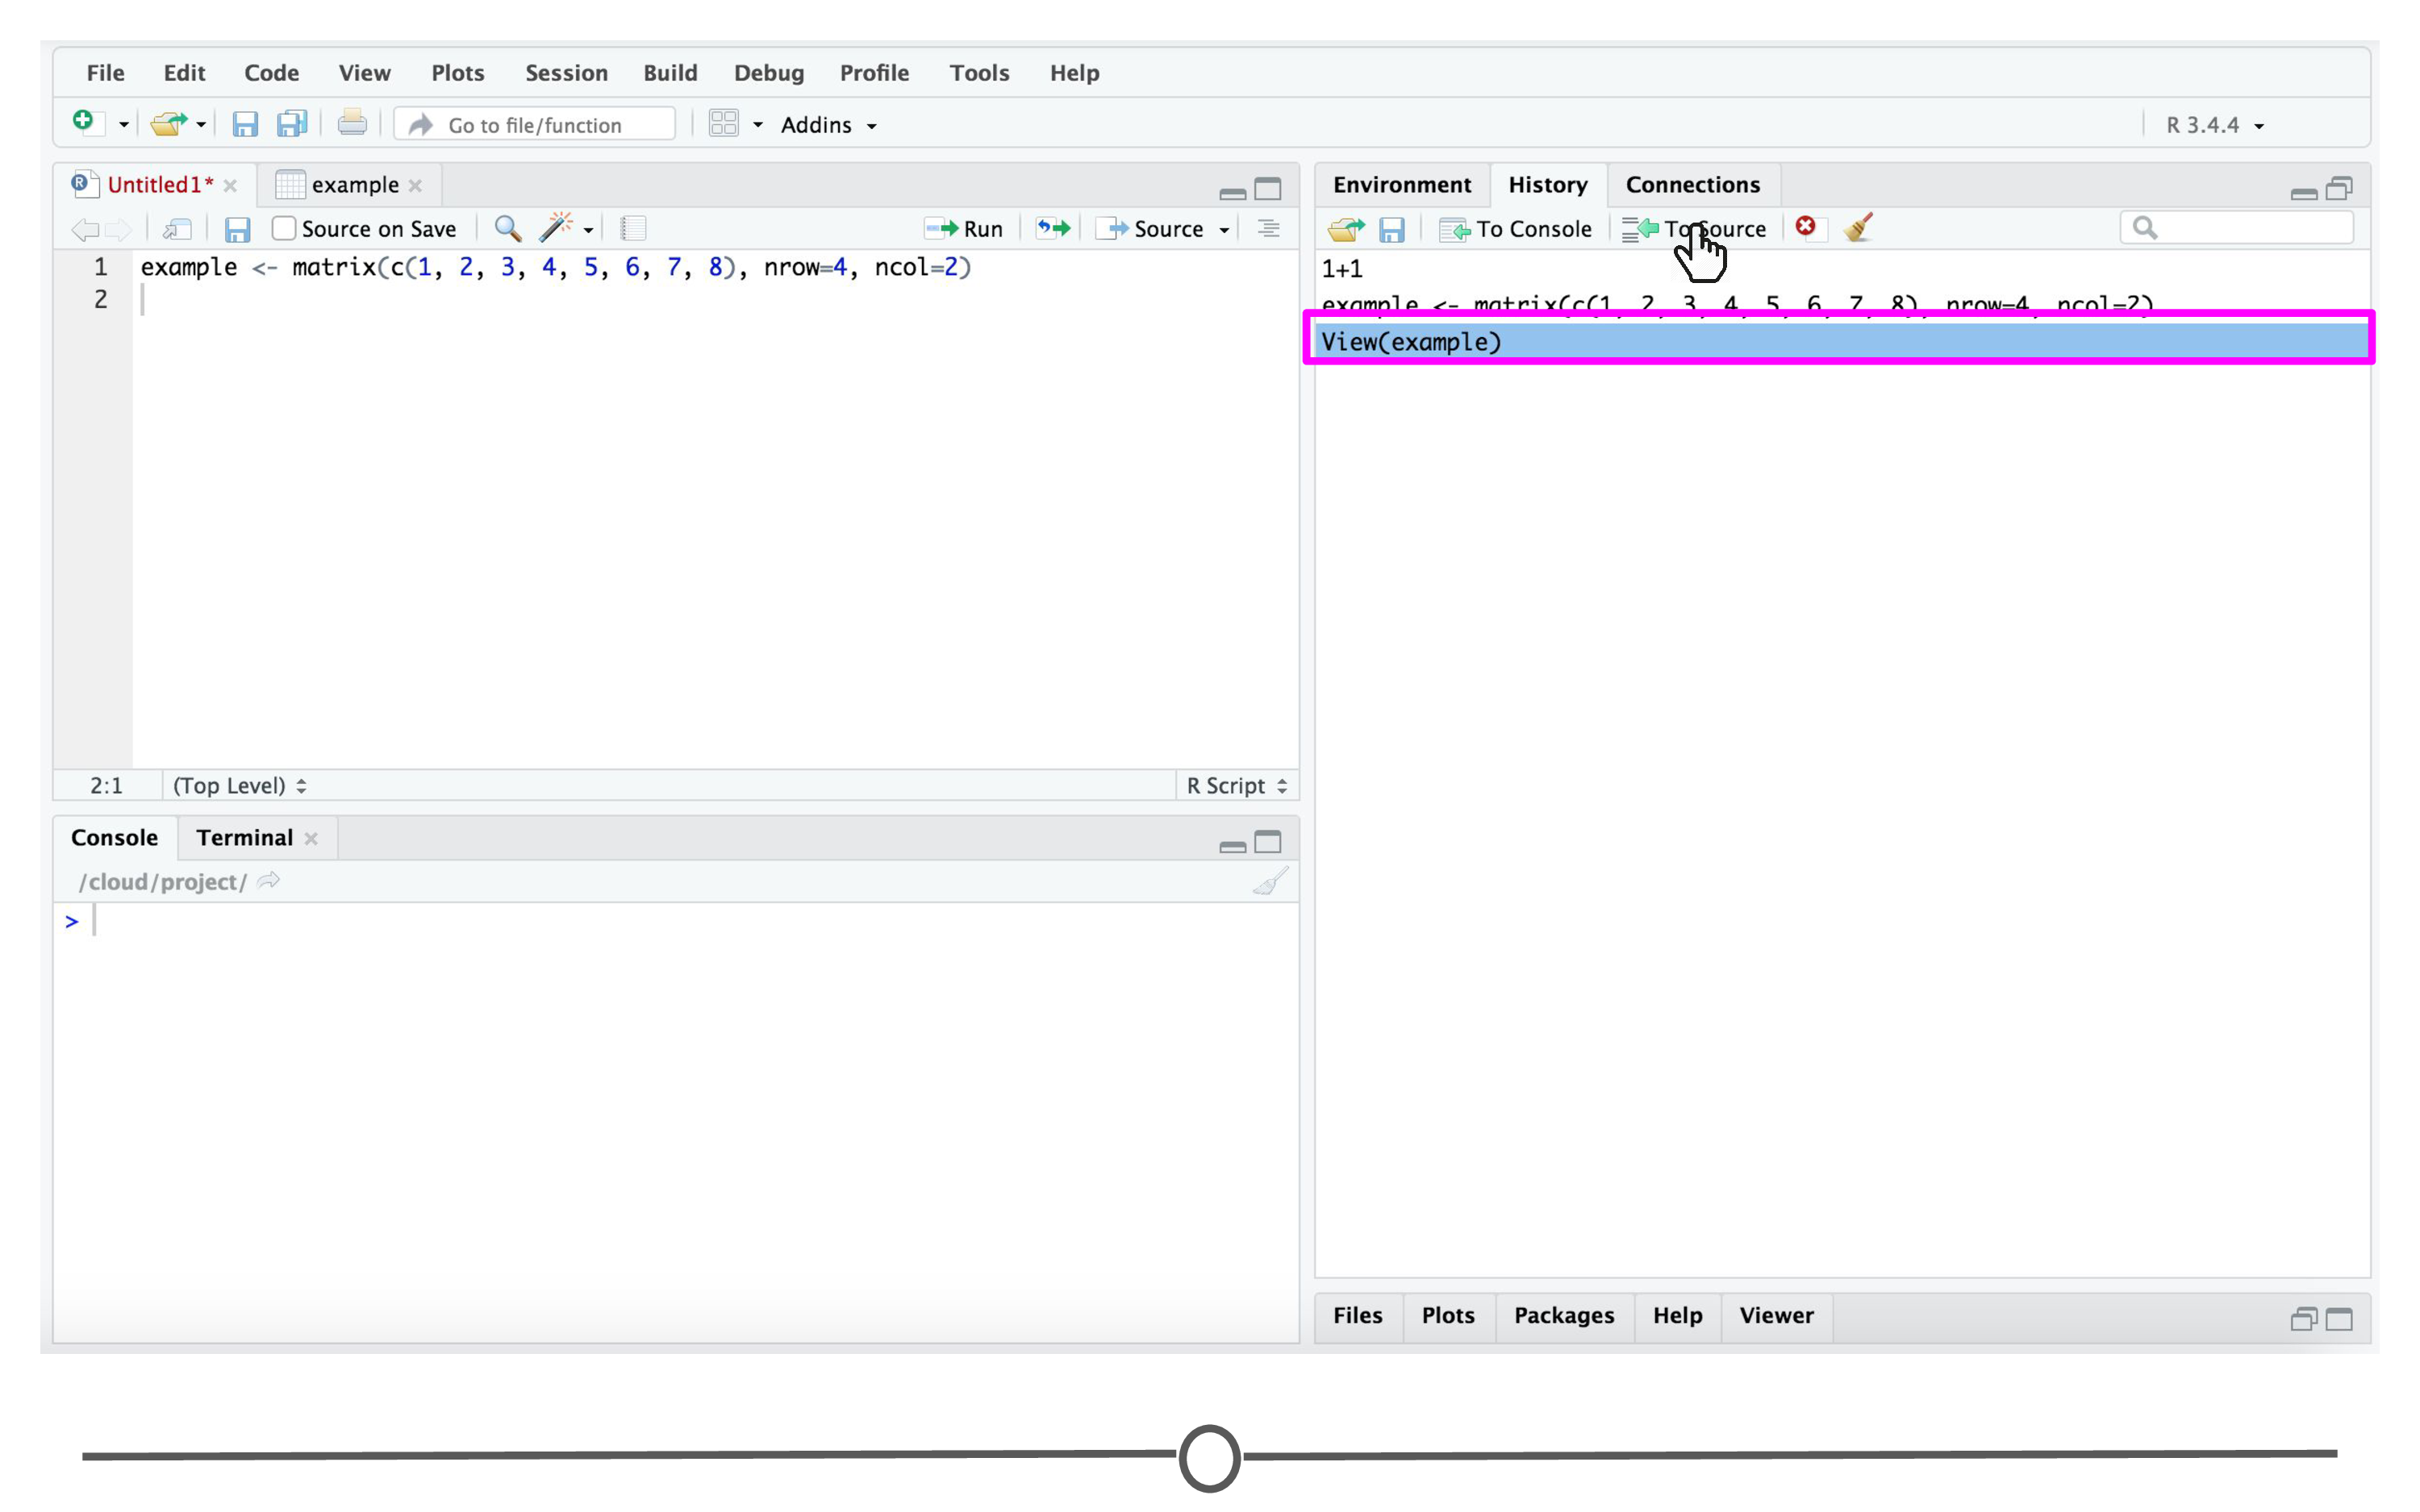 File Edit Code View Plots Session Build Debug Profile Tools Help
Go to file/function Addins R 3.4.4
Untitled1* example
Source on Save Run Source
1 example <- matrix(c(1, 2, 3, 4, 5, 6, 7, 8), nrow=4, ncol=2)
2
2:1 (Top Level) R Script
Console Terminal
/cloud/project/
>
Environment History Connections
To Console To Source
1+1
example <- matrix(c(1, 2, 3, 4, 5, 6, 7, 8), nrow=4, ncol=2)
View(example)
Files Plots Packages Help Viewer